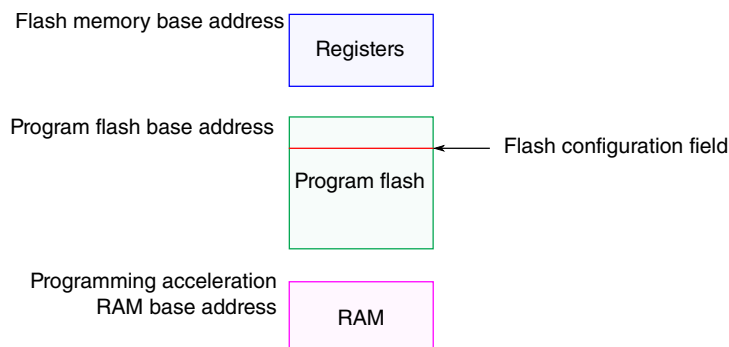 Flash memory base address
Registers
Program flash base address
Flash configuration field
Program flash
Programming acceleration
RAM base address
RAM